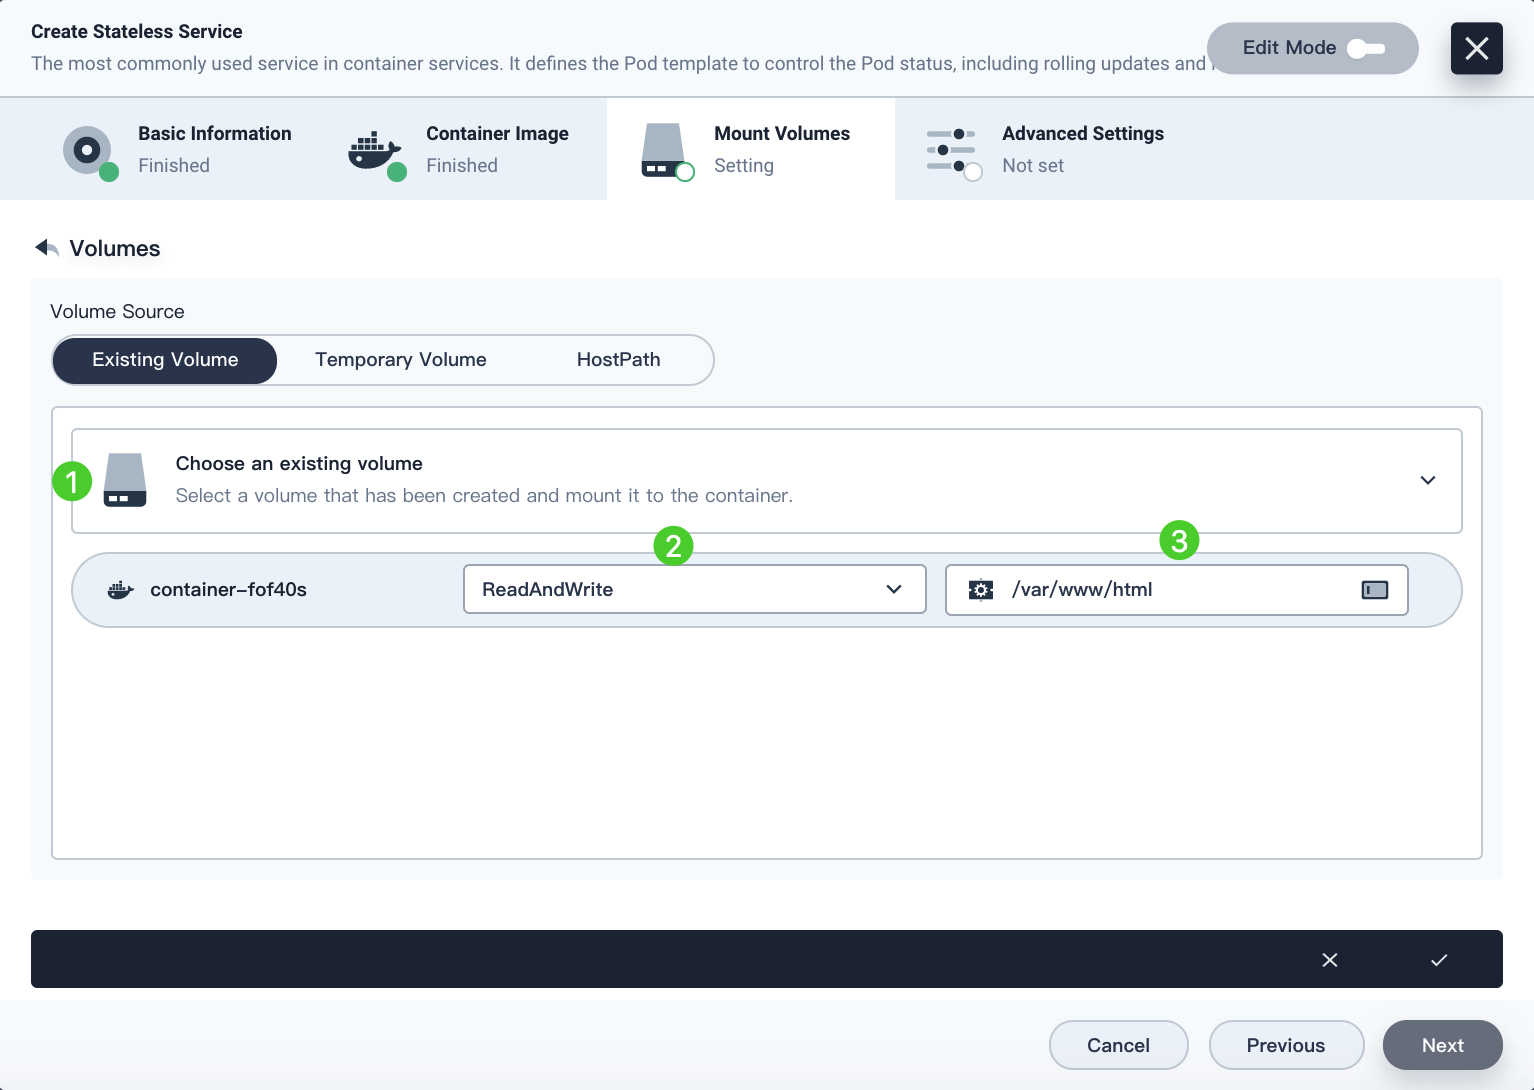 Create Stateless Service
The most commonly used service in container services. It defines the Pod template to control the Pod status, including rolling updates and
Edit Mode
Basic Information
Finished
Container Image
Finished
Mount Volumes
Setting
Advanced Settings
Not set
Volumes
Volume Source
Existing Volume
Temporary Volume
HostPath
1
Choose an existing volume
Select a volume that has been created and mount it to the container.
2
3
container-fof40s
ReadAndWrite
/var/www/html
Cancel
Previous
Next